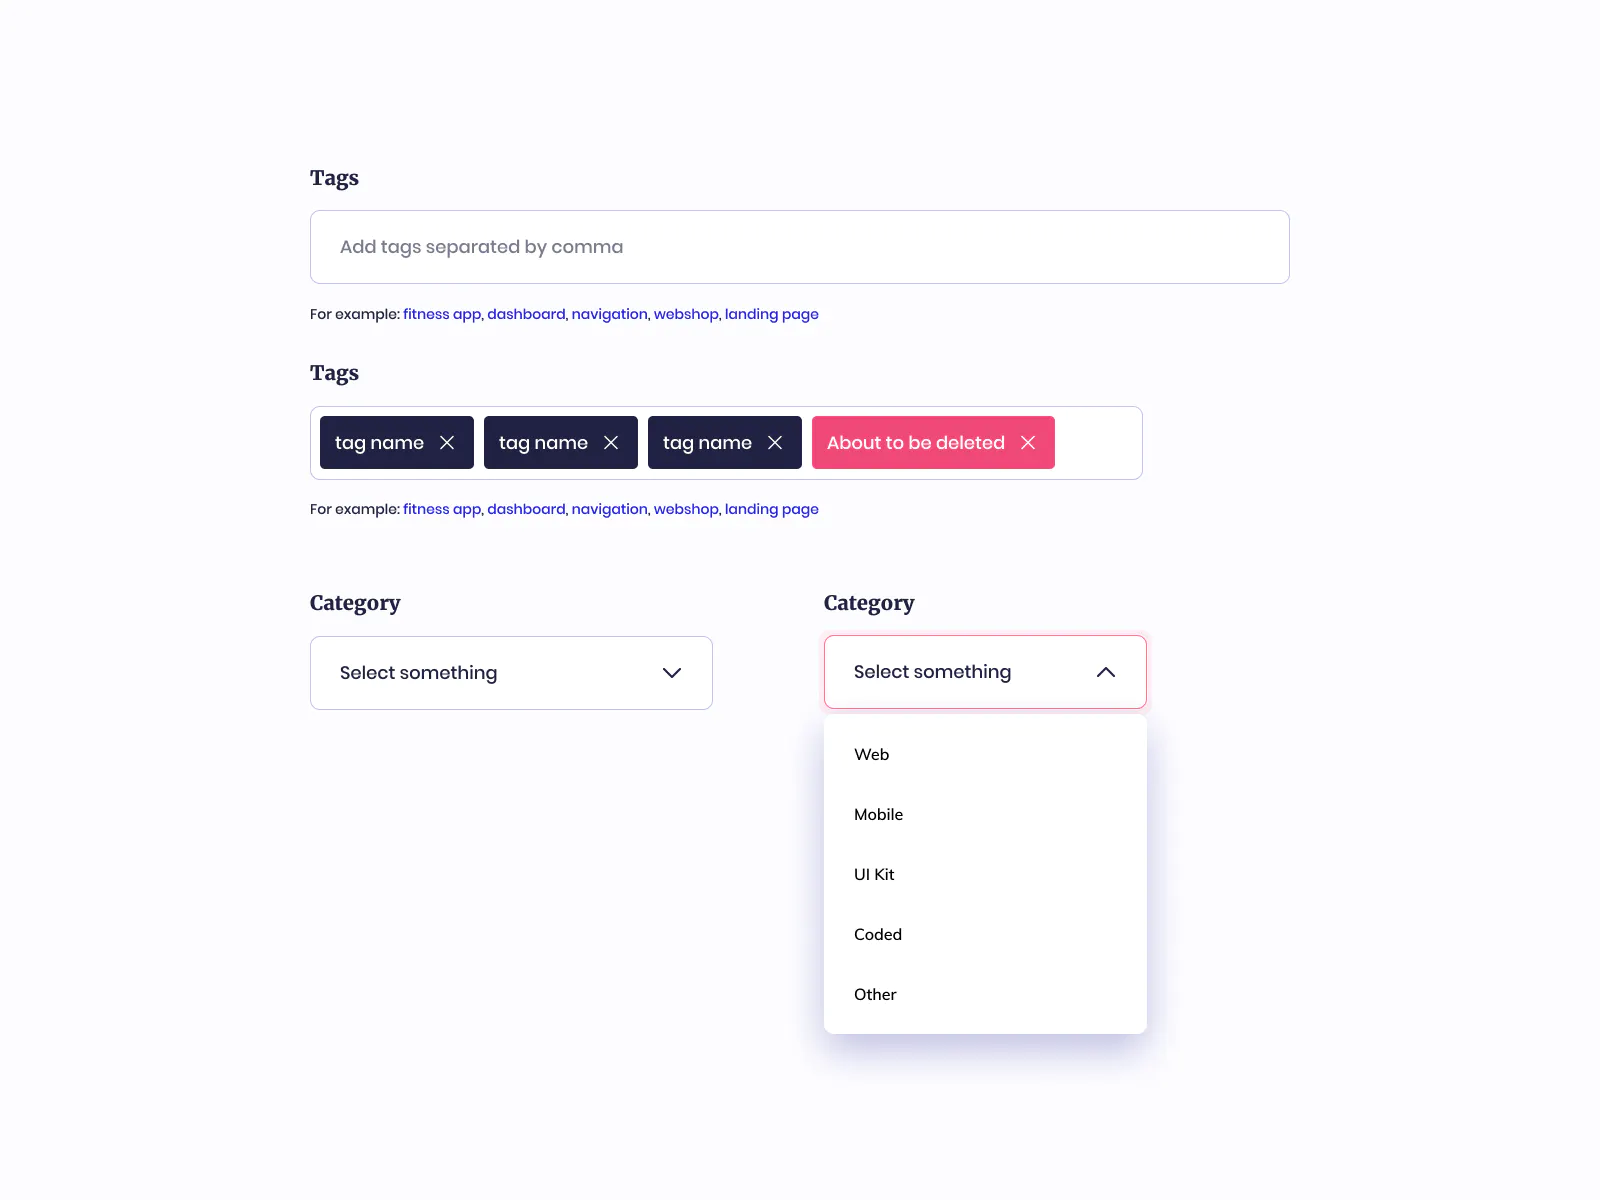 Tags
Add tags separated by comma
For example: fitness app, dashboard, navigation, webshop, landing page
Tags
tag name tag name tag name About to be deleted
For example: fitness app, dashboard, navigation, webshop, landing page
Category
Select something
Category
Select something
Web
Mobile
UI Kit
Coded
Other